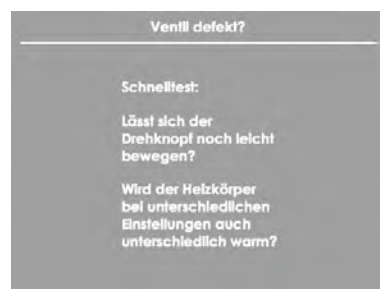 Ventil defekt?
Schnelltest:
Lässt sich der
Drehknopf noch leicht
bewegen?
Wird der Heizkörper
bei unterschiedlichen
Einstellungen auch
unterschiedlich warm?